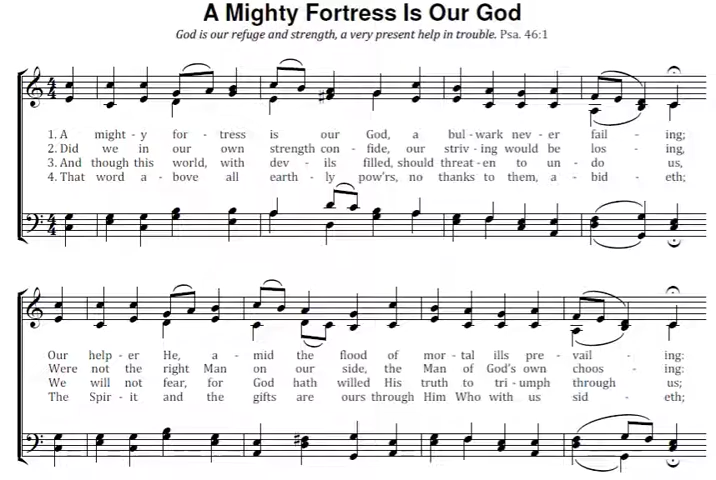 A Mighty Fortress Is Our God
God is our refuge and strength, a very present help in trouble. Psa. 46:1
1. A might - y for - tress is our God, a bul - wark nev - er fail - ing;
2. Did we in our own strength con - fide, our striv - ing would be los - ing,
3. And though this world, with dev - ils filled, should threat - en to un - do us,
4. That word a - bove all earth - ly pow'rs, no thanks to them, a - bid - eth;
Our help - er He, a - mid the flood of mor - tal ills pre - vail - ing:
Were not the right Man on our side, the Man of God's own choos - ing:
We will not fear, for God hath willed His truth to tri - umph through us;
The Spir - it and the gifts are ours through Him Who with us sid - eth;